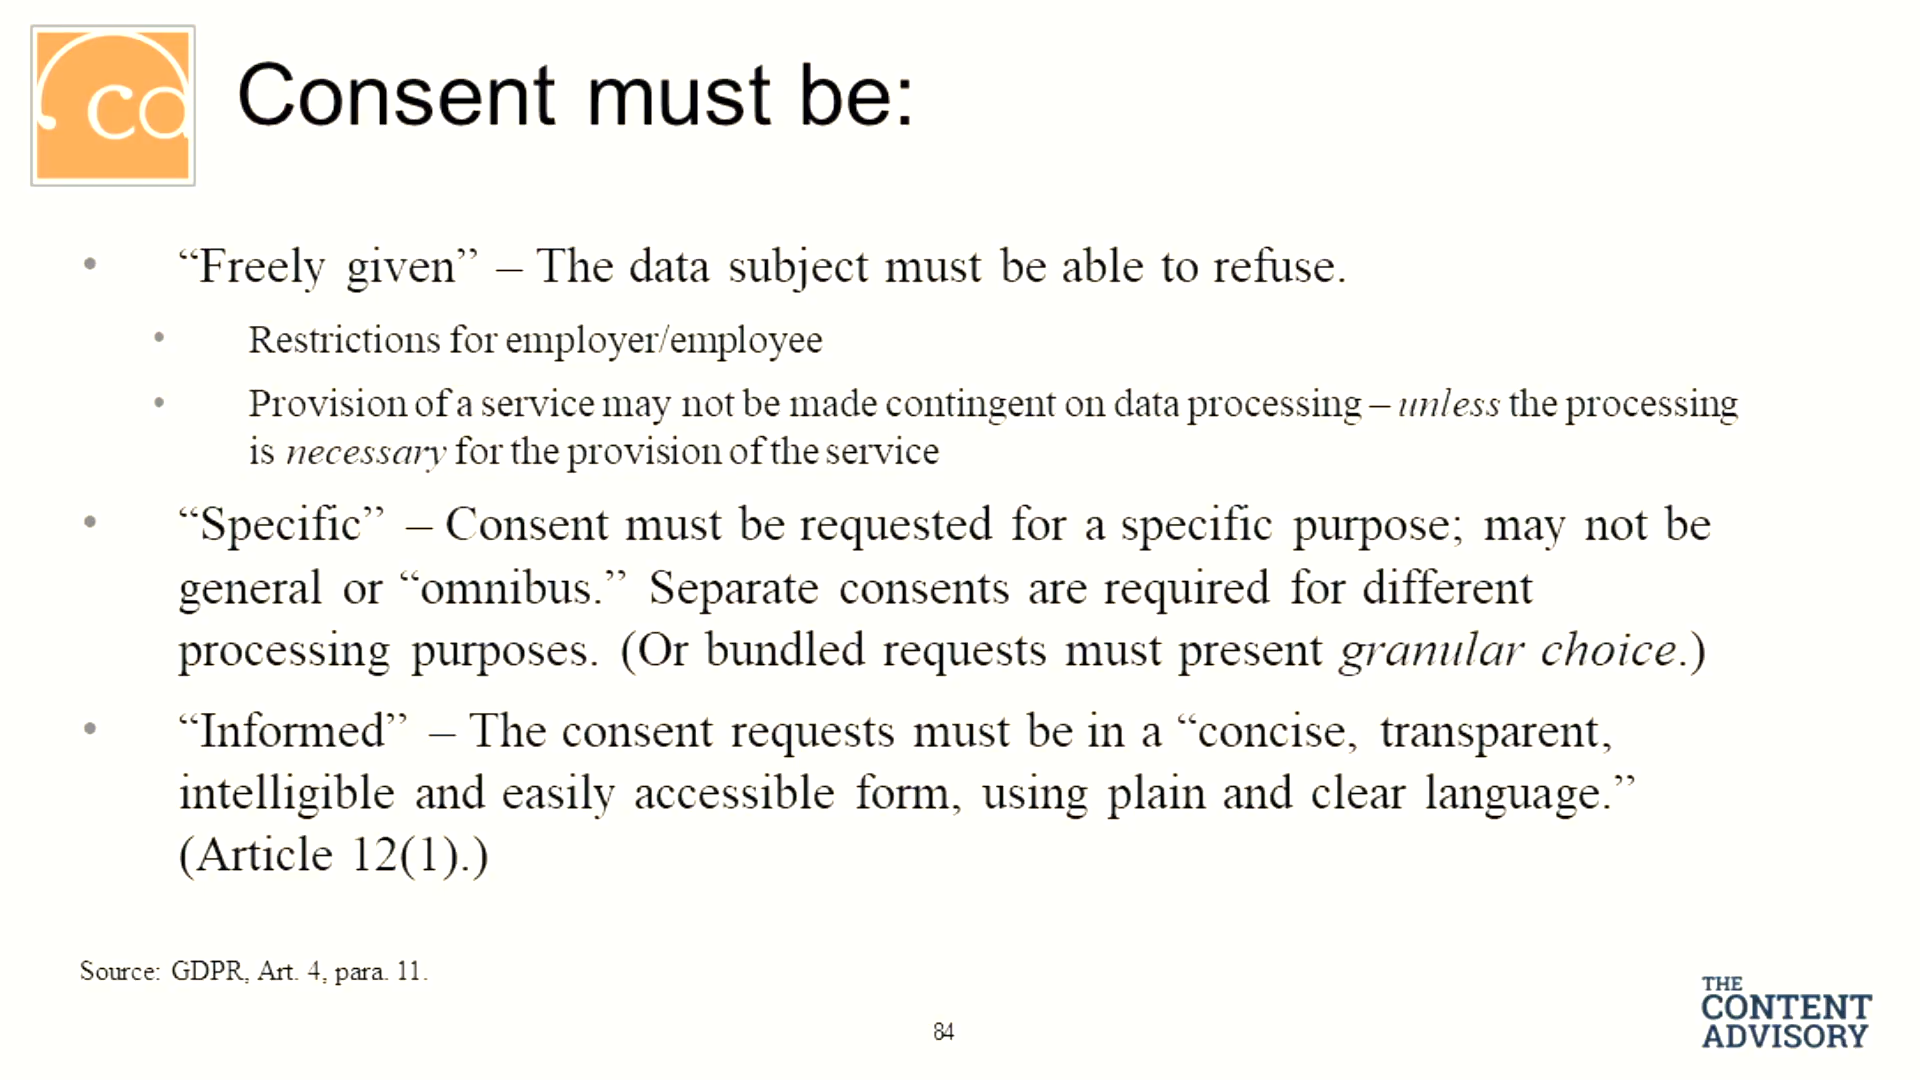 co
Consent must be:
• “Freely given” – The data subject must be able to refuse.
• Restrictions for employer/employee
• Provision of a service may not be made contingent on data processing – unless the processing
is necessary for the provision of the service
• “Specific” – Consent must be requested for a specific purpose; may not be
general or “omnibus.” Separate consents are required for different
processing purposes. (Or bundled requests must present granular choice.)
• “Informed” – The consent requests must be in a “concise, transparent,
intelligible and easily accessible form, using plain and clear language.”
(Article 12(1).)
Source: GDPR, Art. 4, para. 11.
84
THE
CONTENT
ADVISORY